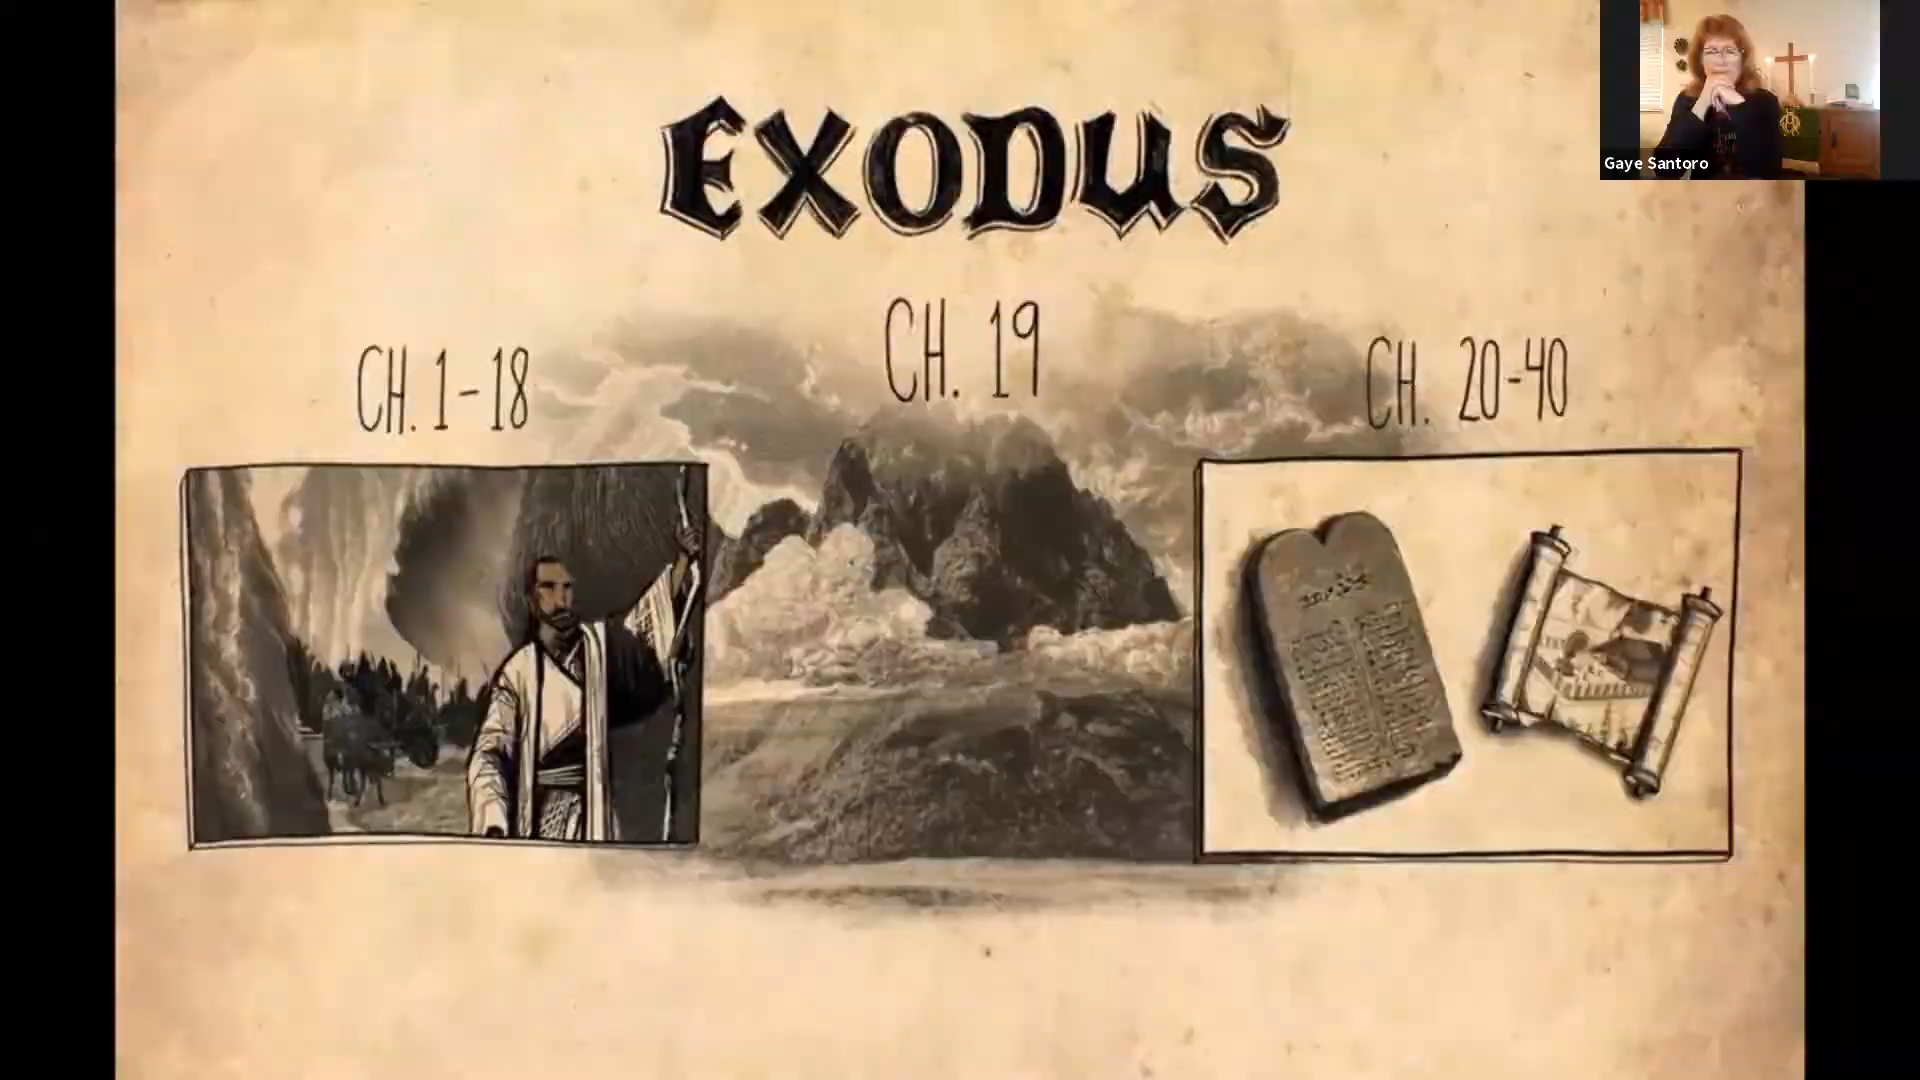 EXODUS
CH. 19
CH. 1-18
CH. 20-40
Gaye Santoro